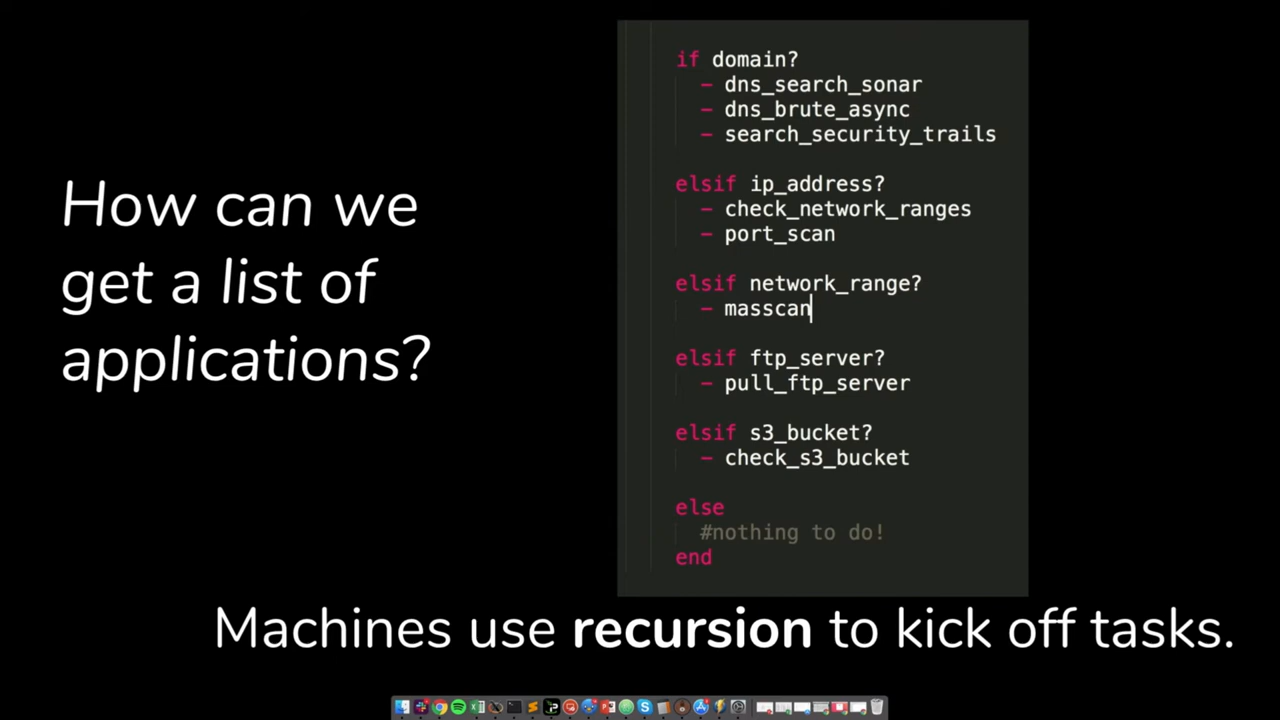 How can we
get a list of
applications?
if domain?
- dns_search_sonar
- dns_brute_async
- search_security_trails
elsif ip_address?
- check_network_ranges
- port_scan
elsif network_range?
- masscan
elsif ftp_server?
- pull_ftp_server
elsif s3_bucket?
- check_s3_bucket
else
#nothing to do!
end
Machines use recursion to kick off tasks.